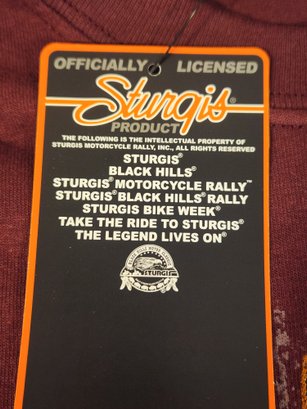 OFFICIALLY LICENSED
Sturgis®
PRODUCT
THE FOLLOWING IS THE INTELLECTUAL PROPERTY OF
STURGIS MOTORCYCLE RALLY, INC., ALL RIGHTS RESERVED
STURGIS®
BLACK HILLS®
STURGIS® MOTORCYCLE RALLY™
STURGIS® BLACK HILLS® RALLY
STURGIS BIKE WEEK®
TAKE THE RIDE TO STURGIS®
THE LEGEND LIVES ON®
STURGIS